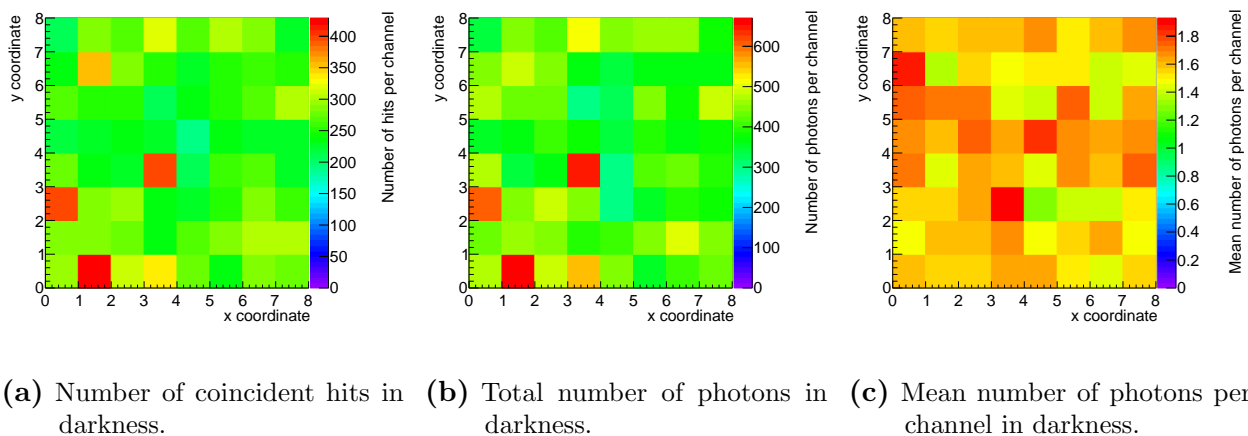 8
7
6
5
4
3
2
1
0
0 1 2 3 4 5 6 7 8
x coordinate
y coordinate
400
350
300
250
200
150
100
50
0
Number of hits per channel
8
7
6
5
4
3
2
1
0
0 1 2 3 4 5 6 7 8
x coordinate
y coordinate
600
500
400
300
200
100
0
Number of photons per channel
8
7
6
5
4
3
2
1
0
0 1 2 3 4 5 6 7 8
x coordinate
y coordinate
1.8
1.6
1.4
1.2
1
0.8
0.6
0.4
0.2
0
Mean number of photons per channel
(a) Number of coincident hits in
darkness.
(b) Total number of photons in
darkness.
(c) Mean number of photons per
channel in darkness.